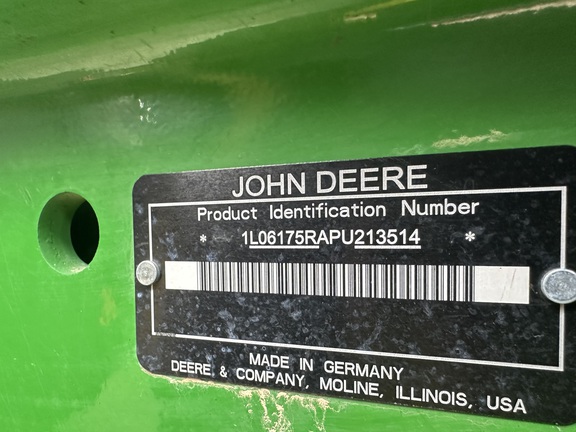 JOHN DEERE
Product Identification Number
* 1L06175RAPU213514 *
MADE IN GERMANY
DEERE & COMPANY, MOLINE, ILLINOIS, USA